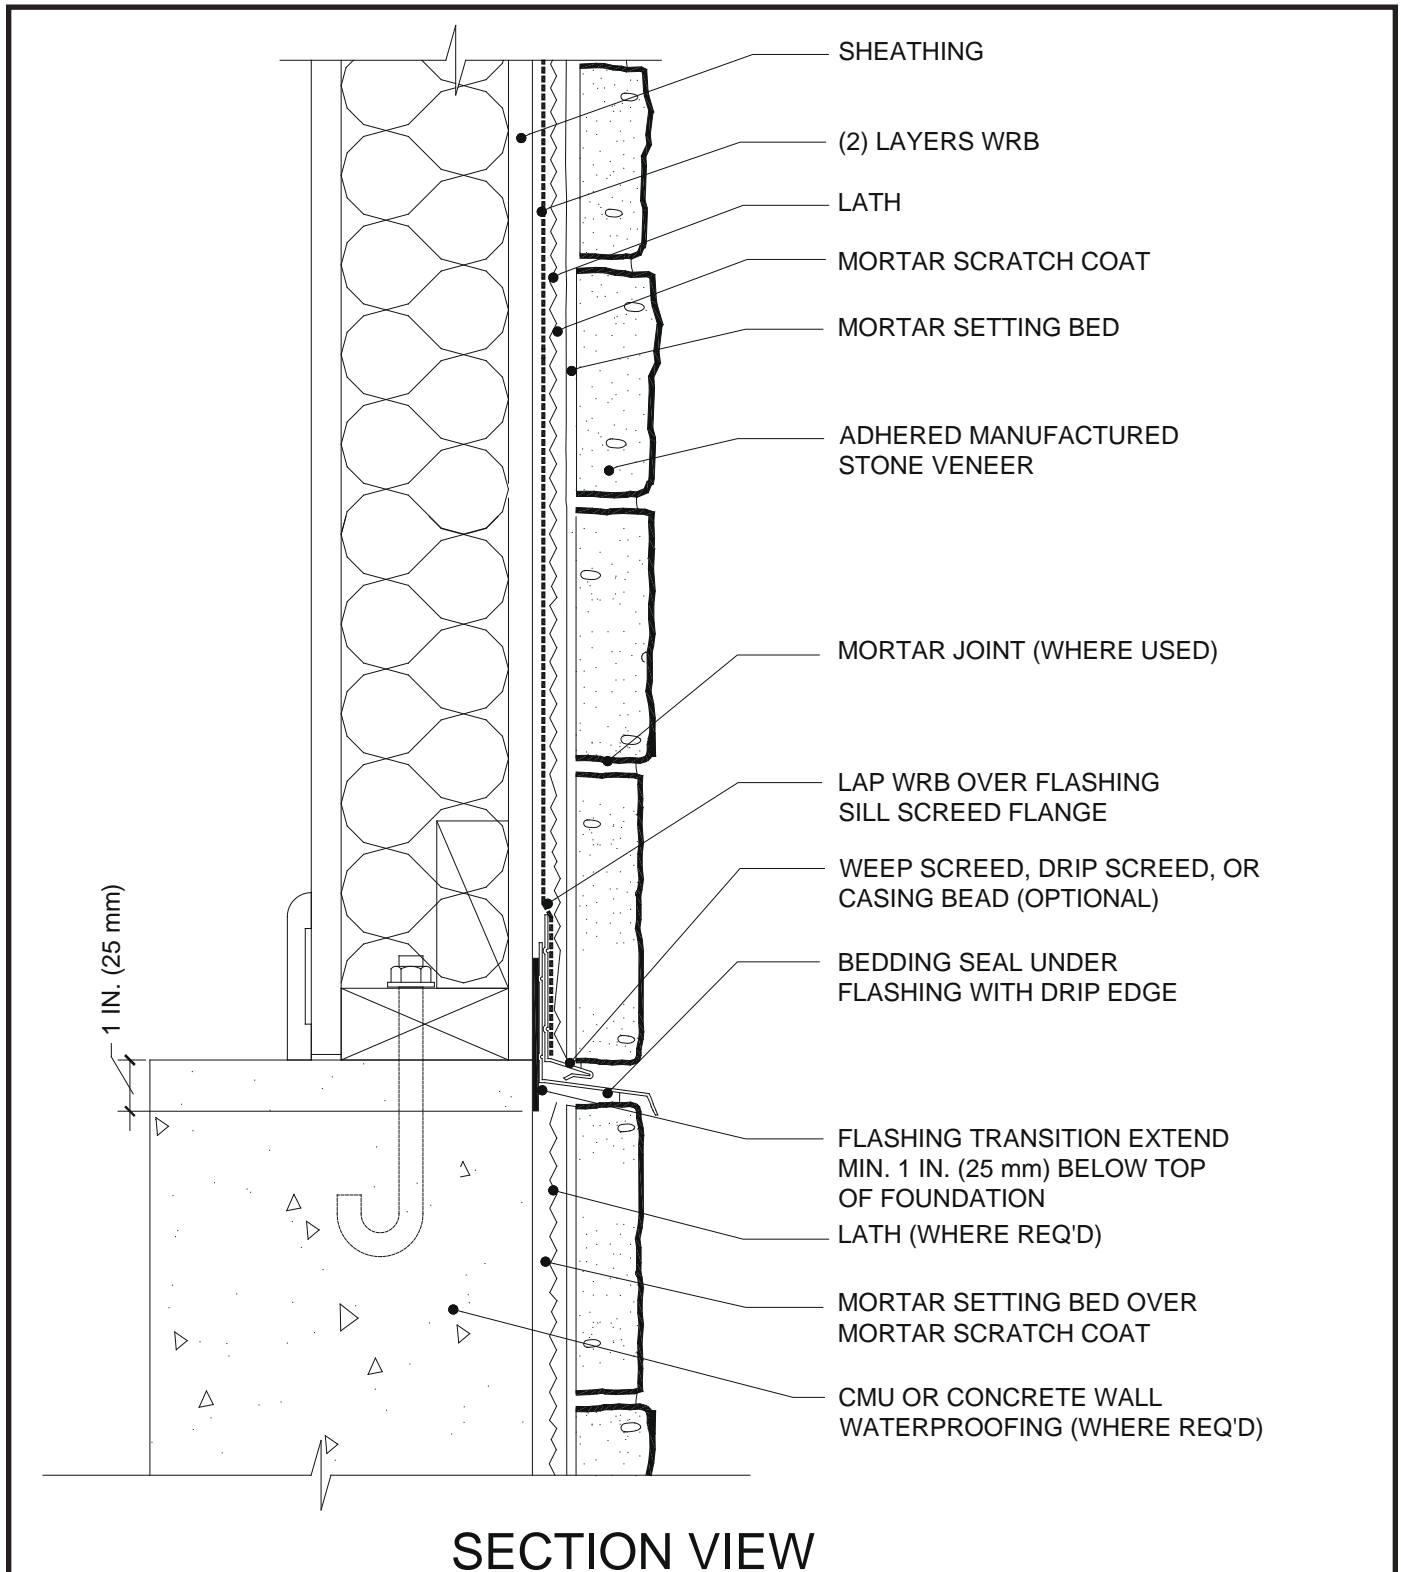 SHEATHING
(2) LAYERS WRB
LATH
MORTAR SCRATCH COAT
MORTAR SETTING BED
ADHERED MANUFACTURED
STONE VENEER
MORTAR JOINT (WHERE USED)
LAP WRB OVER FLASHING
SILL SCREED FLANGE
WEEP SCREED, DRIP SCREED, OR
CASING BEAD (OPTIONAL)
1 IN. (25 mm)
BEDDING SEAL UNDER
FLASHING WITH DRIP EDGE
FLASHING TRANSITION EXTEND
MIN. 1 IN. (25 mm) BELOW TOP
OF FOUNDATION
LATH (WHERE REQ'D)
MORTAR SETTING BED OVER
MORTAR SCRATCH COAT
CMU OR CONCRETE WALL
WATERPROOFING (WHERE REQ'D)
SECTION VIEW